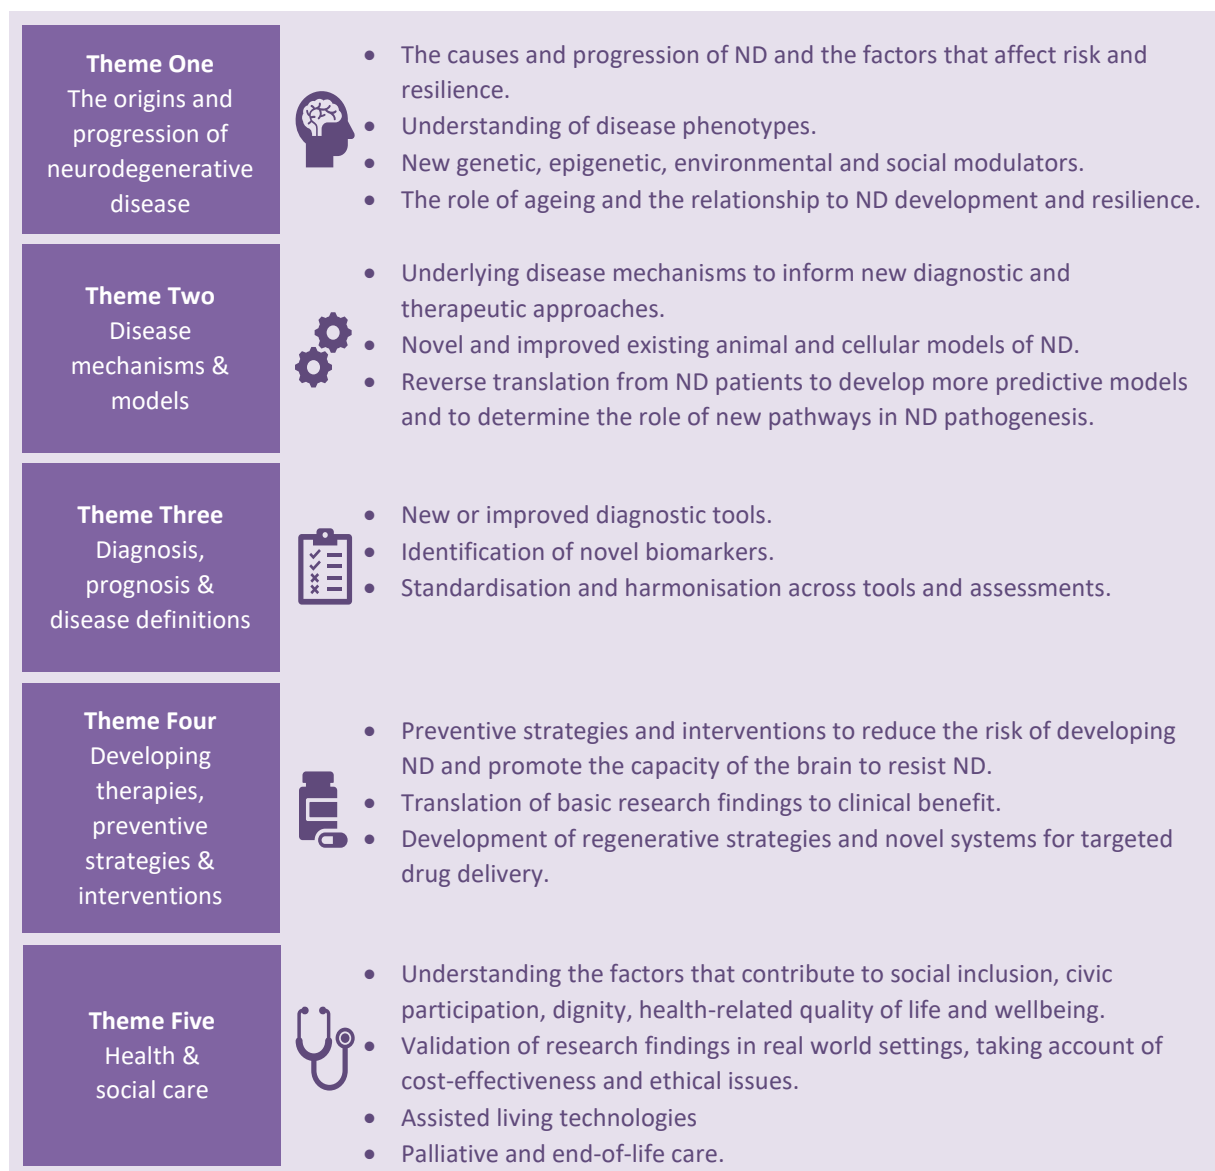 Theme One
The origins and
progression of
neurodegenerative
disease
• The causes and progression of ND and the factors that affect risk and
resilience.
• Understanding of disease phenotypes.
• New genetic, epigenetic, environmental and social modulators.
• The role of ageing and the relationship to ND development and resilience.
Theme Two
Disease
mechanisms &
models
• Underlying disease mechanisms to inform new diagnostic and
therapeutic approaches.
• Novel and improved existing animal and cellular models of ND.
• Reverse translation from ND patients to develop more predictive models
and to determine the role of new pathways in ND pathogenesis.
Theme Three
Diagnosis,
prognosis &
disease definitions
• New or improved diagnostic tools.
• Identification of novel biomarkers.
• Standardisation and harmonisation across tools and assessments.
Theme Four
Developing
therapies,
preventive
strategies &
interventions
• Preventive strategies and interventions to reduce the risk of developing
ND and promote the capacity of the brain to resist ND.
• Translation of basic research findings to clinical benefit.
• Development of regenerative strategies and novel systems for targeted
drug delivery.
Theme Five
Health &
social care
• Understanding the factors that contribute to social inclusion, civic
participation, dignity, health-related quality of life and wellbeing.
• Validation of research findings in real world settings, taking account of
cost-effectiveness and ethical issues.
• Assisted living technologies
• Palliative and end-of-life care.